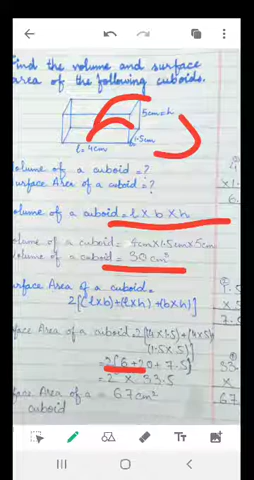 Find the volume and surface
area of the following cuboids.
5cm=h
1.5cm
l=4cm
Volume of a cuboid=?
Surface Area of a cuboid=?
Volume of a cuboid= l x b x h
Volume of a cuboid= 4cm×1.5cm×5cm
Volume of a cuboid = 30 cm³
Surface Area of a cuboid=
2[(l×b)+(l×h)+(b×h)]
Surface Area of a cuboid= 2[(4×1.5)+(4×5)+
(1.5×5)]
= 2[6+20+7.5)
= 2 × 33.5
Surface Area of a = 67cm²
cuboid
Tт